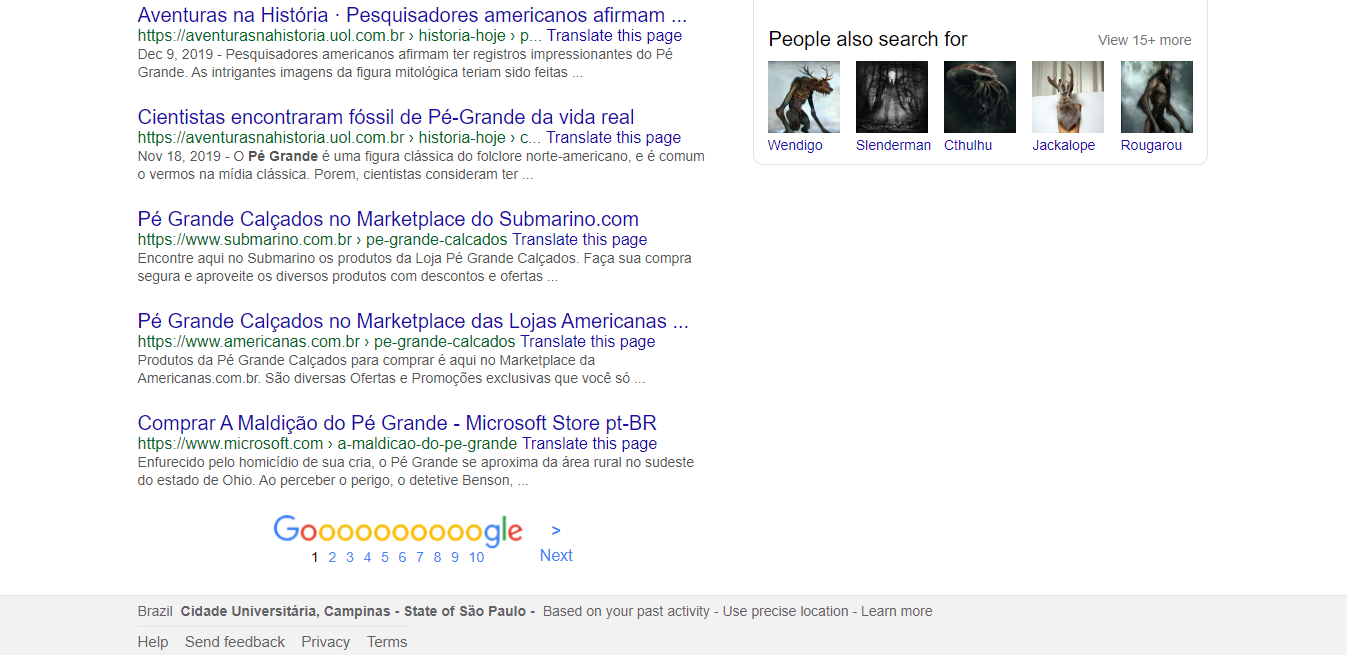 Aventuras na História · Pesquisadores americanos afirmam ...
https://aventurasnahistoria.uol.com.br › historia-hoje › p... Translate this page
Dec 9, 2019 - Pesquisadores americanos afirmam ter registros impressionantes do Pé
Grande. As intrigantes imagens da figura mitológica teriam sido feitas ...
Cientistas encontraram fóssil de Pé-Grande da vida real
https://aventurasnahistoria.uol.com.br › historia-hoje › c... Translate this page
Nov 18, 2019 - O Pé Grande é uma figura clássica do folclore norte-americano, e é comum
o vermos na mídia clássica. Porem, cientistas consideram ter ...
Pé Grande Calçados no Marketplace do Submarino.com
https://www.submarino.com.br › pe-grande-calcados Translate this page
Encontre aqui no Submarino os produtos da Loja Pé Grande Calçados. Faça sua compra
segura e aproveite os diversos produtos com descontos e ofertas ...
Pé Grande Calçados no Marketplace das Lojas Americanas ...
https://www.americanas.com.br › pe-grande-calcados Translate this page
Produtos da Pé Grande Calçados para comprar é aqui no Marketplace da
Americanas.com.br. São diversas Ofertas e Promoções exclusivas que você só ...
Comprar A Maldição do Pé Grande - Microsoft Store pt-BR
https://www.microsoft.com › a-maldicao-do-pe-grande Translate this page
Enfurecido pelo homicídio de sua cria, o Pé Grande se aproxima da área rural no sudeste
do estado de Ohio. Ao perceber o perigo, o detetive Benson, ...
People also search for View 15+ more
Wendigo Slenderman Cthulhu Jackalope Rougarou
Goooooooooogle >
1 2 3 4 5 6 7 8 9 10 Next
Brazil Cidade Universitária, Campinas - State of São Paulo - Based on your past activity - Use precise location - Learn more
Help Send feedback Privacy Terms